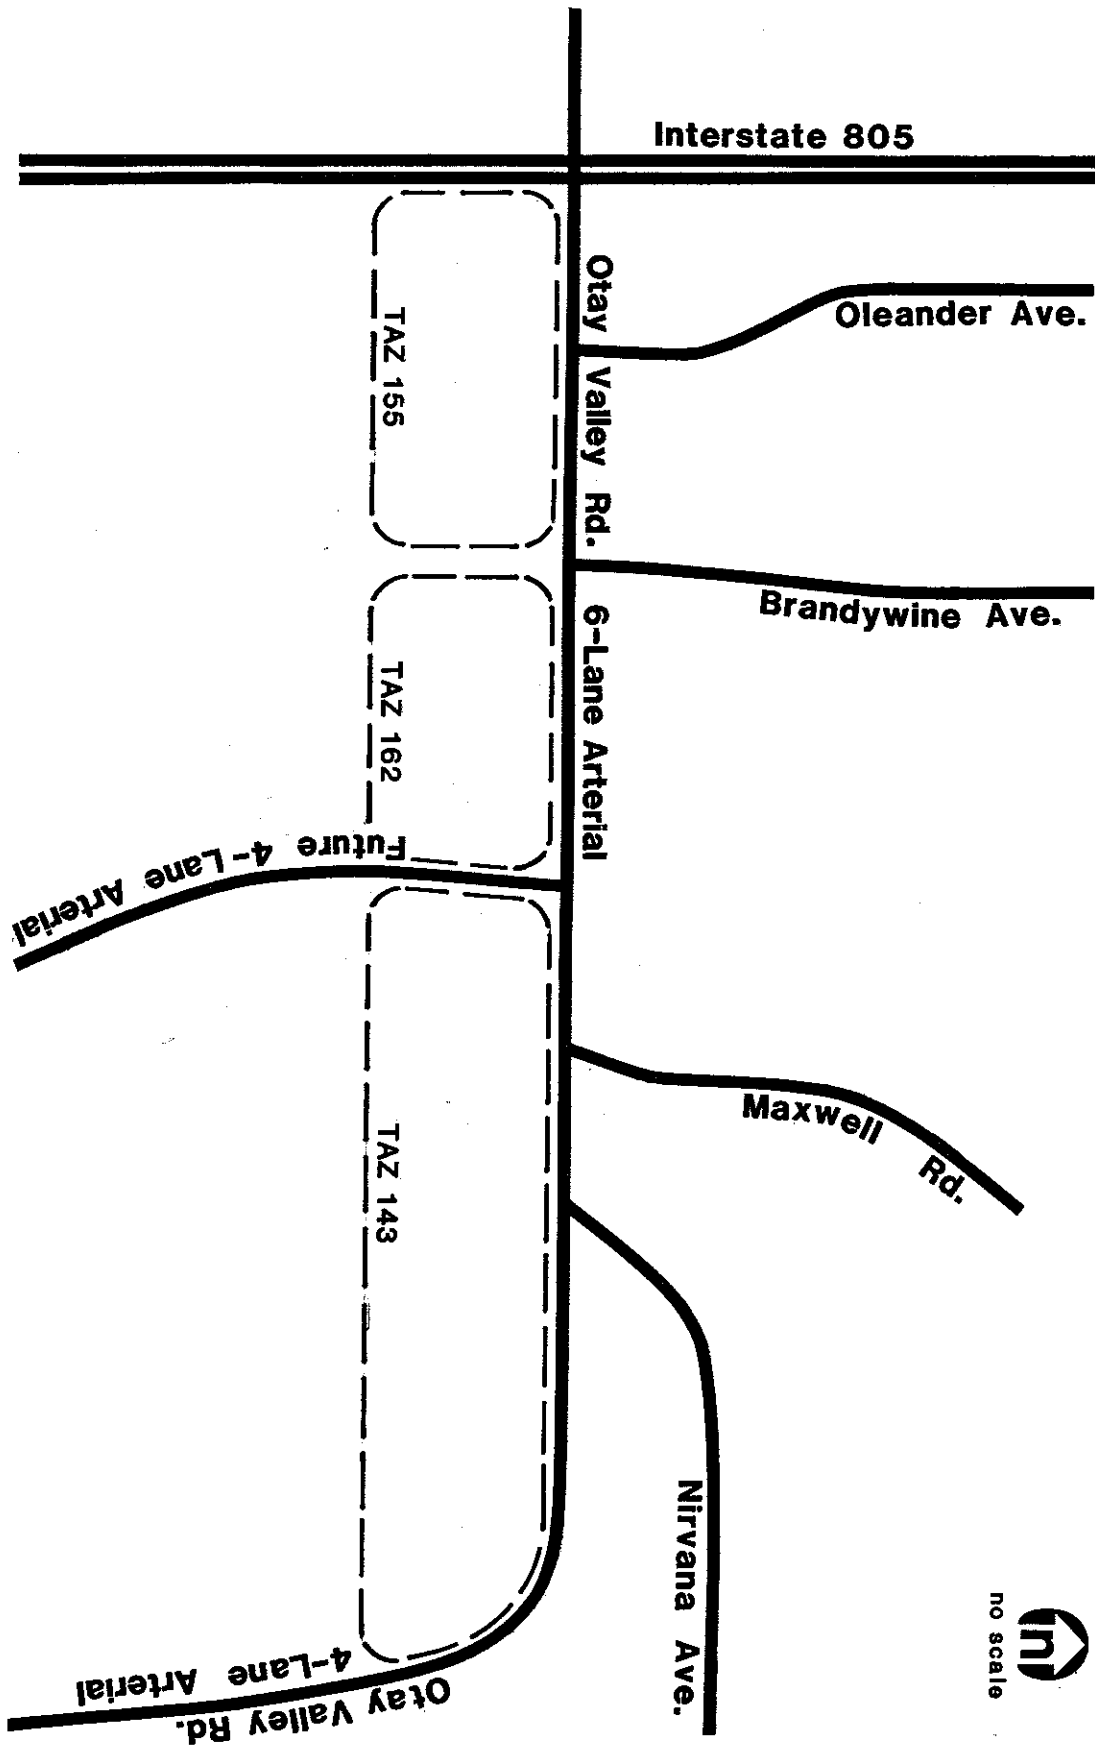 Interstate 805
Oleander Ave.
Otay Valley Rd.
TAZ 155
Brandywine Ave.
6-Lane Arterial
TAZ 162
Future 4-Lane Arterial
Maxwell Rd.
TAZ 143
Nirvana Ave.
n
no scale
4-Lane Arterial
Otay Valley Rd.